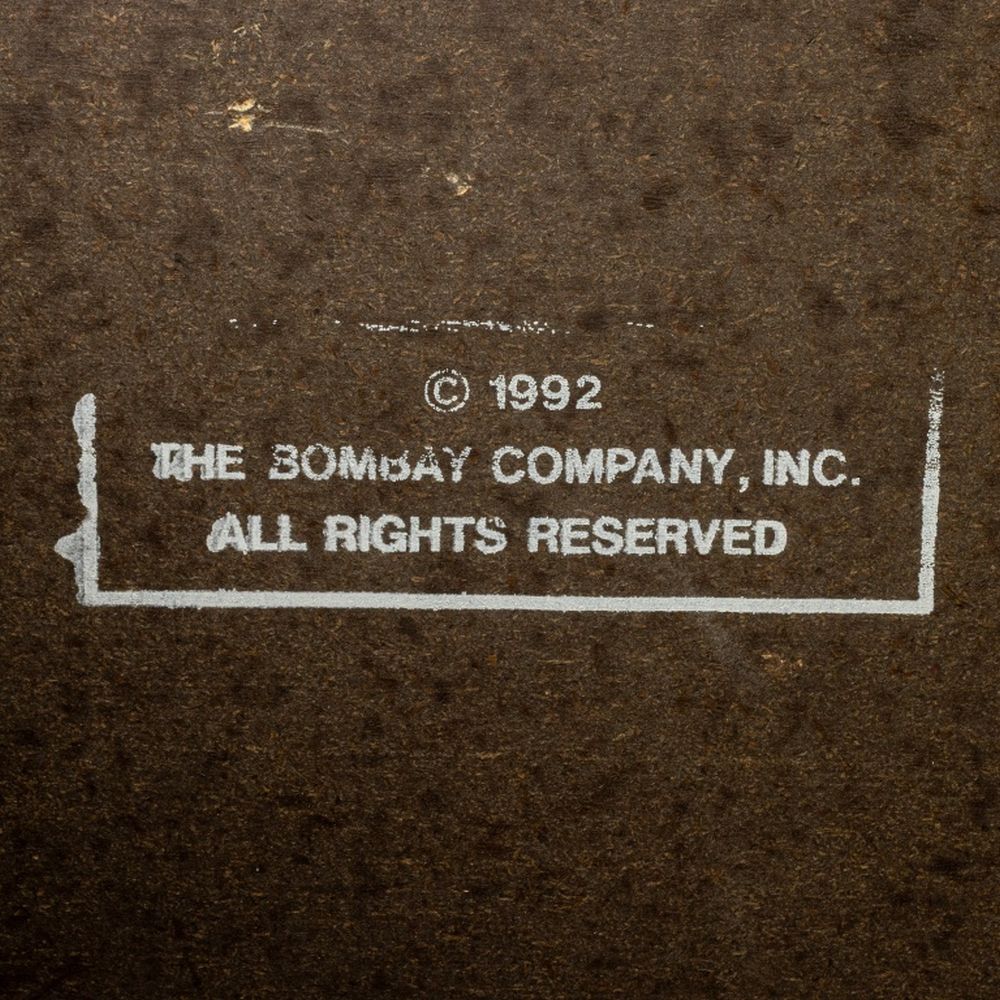 © 1992
THE BOMBAY COMPANY, INC.
ALL RIGHTS RESERVED